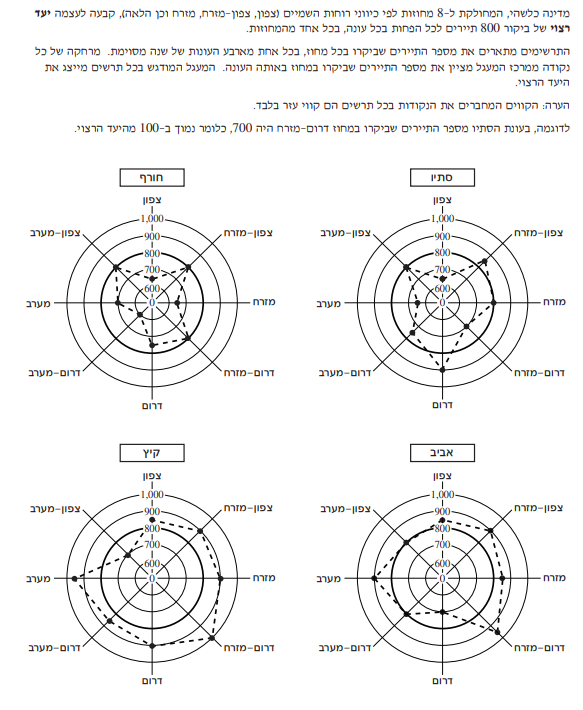 מדינה כלשהי, המחולקת ל-8 מחוזות לפי כיווני רוחות השמיים (צפון, צפון-מזרח, מזרח וכן הלאה), קבעה לעצמה יעד
רצוי של ביקור 800 תיירים לכל הפחות בכל עונה, בכל אחד מהמחוזות.
התרשימים מתארים את מספר התיירים שביקרו בכל מחוז, בכל אחת מארבע העונות של שנה מסוימת. מרחקה של כל
נקודה ממרכז המעגל מציין את מספר התיירים שביקרו במחוז באותה העונה. המעגל המודגש בכל תרשים מייצג את
היעד הרצוי.
הערה: הקווים המחברים את הנקודות בכל תרשים הם קווי עזר בלבד.
לדוגמה, בעונת הסתיו מספר התיירים שביקרו במחוז דרום-מזרח היה 700, כלומר נמוך ב-100 מהיעד הרצוי.
סתיו
צפון
צפון-מזרח
מזרח
דרום-מזרח
דרום
דרום-מערב
מערב
צפון-מערב
1,000
900
800
700
600
0
חורף
צפון
צפון-מזרח
מזרח
דרום-מזרח
דרום
דרום-מערב
מערב
צפון-מערב
1,000
900
800
700
600
0
אביב
צפון
צפון-מזרח
מזרח
דרום-מזרח
דרום
דרום-מערב
מערב
צפון-מערב
1,000
900
800
700
600
0
קיץ
צפון
צפון-מזרח
מזרח
דרום-מזרח
דרום
דרום-מערב
מערב
צפון-מערב
1,000
900
800
700
600
0